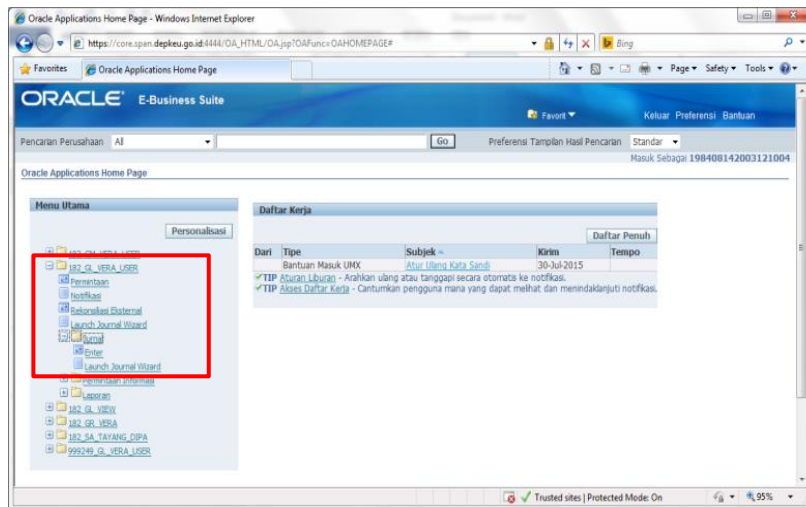 Oracle Applications Home Page - Windows Internet Explorer
https://core.span.depkeu.go.id:4444/OA_HTML/OA.jsp?OAFunc=OAHOMEPAGE#
Bing
Favorites Oracle Applications Home Page
Page Safety Tools
ORACLE E-Business Suite
Favorit Keluar Preferensi Bantuan
Pencarian Perusahaan All Go Preferensi Tampilan Hasil Pencarian Standar
Masuk Sebagai 198408142003121004
Oracle Applications Home Page
Menu Utama
Personalisasi
182_GL_VERA_USER
Permintaan
Notifikasi
Rekonsiliasi Eksternal
Launch Journal Wizard
Jurnal
Enter
Launch Journal Wizard
Permintaan Informasi
Laporan
182_GL_VIEW
182_GR_VERA
182_SA_TAYANG_DIPA
999249_GL_VERA_USER
Daftar Kerja
Daftar Penuh
Dari Tipe Subjek Kirim Tempo
Bantuan Masuk UMX Atur Ulang Kata Sandi 30-Jul-2015
TIP Aturan Liburan - Arahkan ulang atau tanggapi secara otomatis ke notifikasi.
TIP Akses Daftar Kerja - Cantumkan pengguna mana yang dapat melihat dan menindaklanjuti notifikasi.
Trusted sites | Protected Mode: On 95%